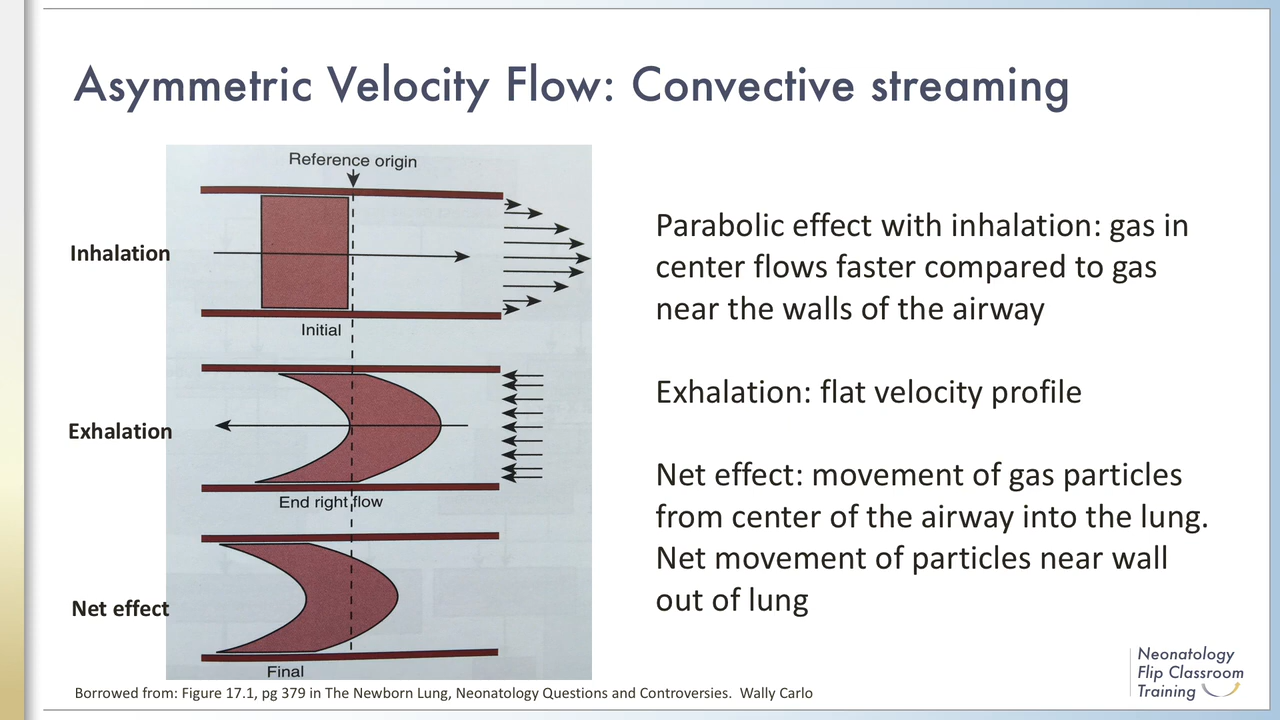 Asymmetric Velocity Flow: Convective streaming
Reference origin
Inhalation
Initial
Exhalation
End right flow
Net effect
Final
Parabolic effect with inhalation: gas in
center flows faster compared to gas
near the walls of the airway
Exhalation: flat velocity profile
Net effect: movement of gas particles
from center of the airway into the lung.
Net movement of particles near wall
out of lung
Borrowed from: Figure 17.1, pg 379 in The Newborn Lung, Neonatology Questions and Controversies.  Wally Carlo
Neonatology
Flip Classroom
Training